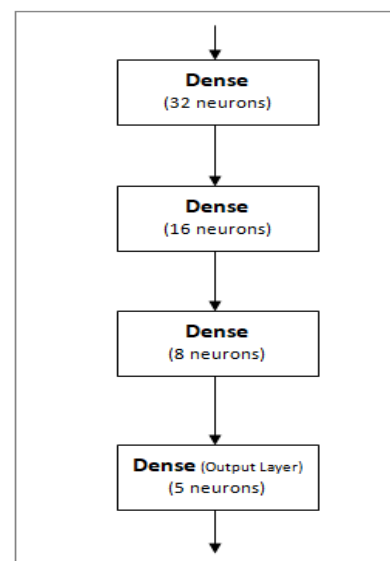 Dense
(32 neurons)
Dense
(16 neurons)
Dense
(8 neurons)
Dense (Output Layer)
(5 neurons)